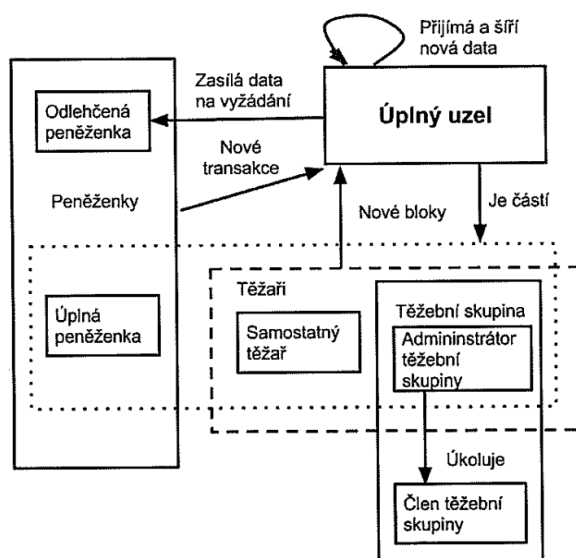 Přijímá a šíří
nová data
Zasílá data
na vyžádání
Odlehčená
peněženka
Úplný uzel
Nové
transakce
Peněženky
Nové bloky
Je částí
Těžaři
Těžební skupina
Úplná
peněženka
Samostatný
těžař
Admininstrátor
těžební
skupiny
Úkoluje
Člen těžební
skupiny